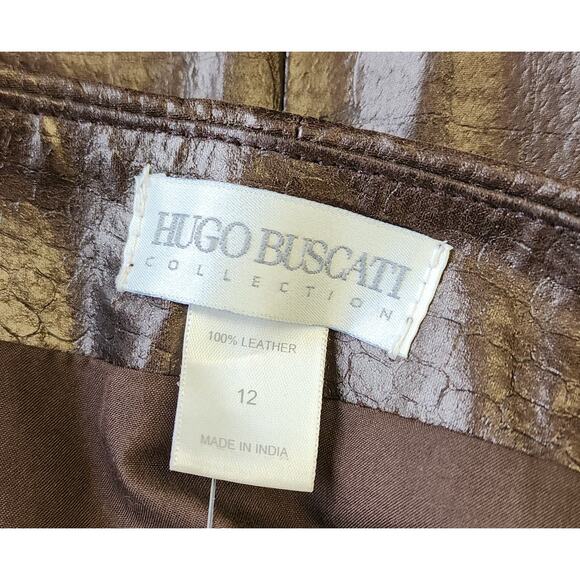 HUGO BUSCATI
COLLECTION
100% LEATHER
12
MADE IN INDIA